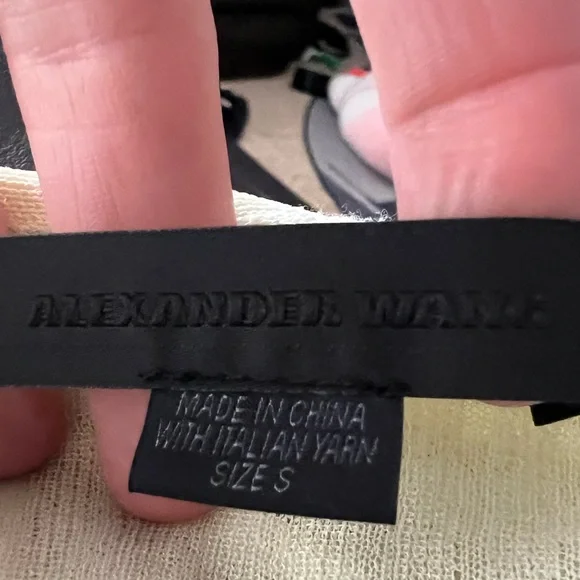 ALEXANDER WANG
MADE IN CHINA
WITH ITALIAN YARN
SIZE S